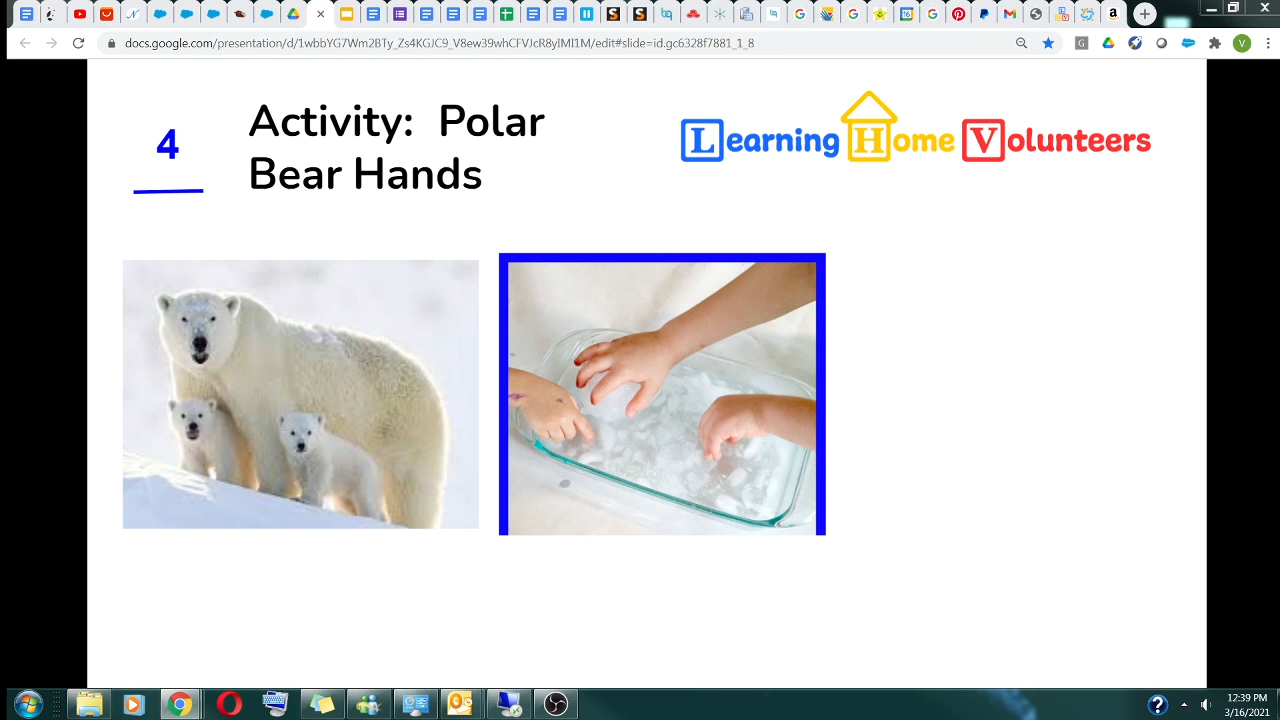 docs.google.com/presentation/d/1wbbYG7Wm2BTy_Zs4KGJC9_V8ew39whZFVJnt8ylMI1M/edit#slide=id.gc6328f7881_1_8
4
Activity: Polar
Bear Hands
Learning Home Volunteers
12:39 PM
3/16/2021